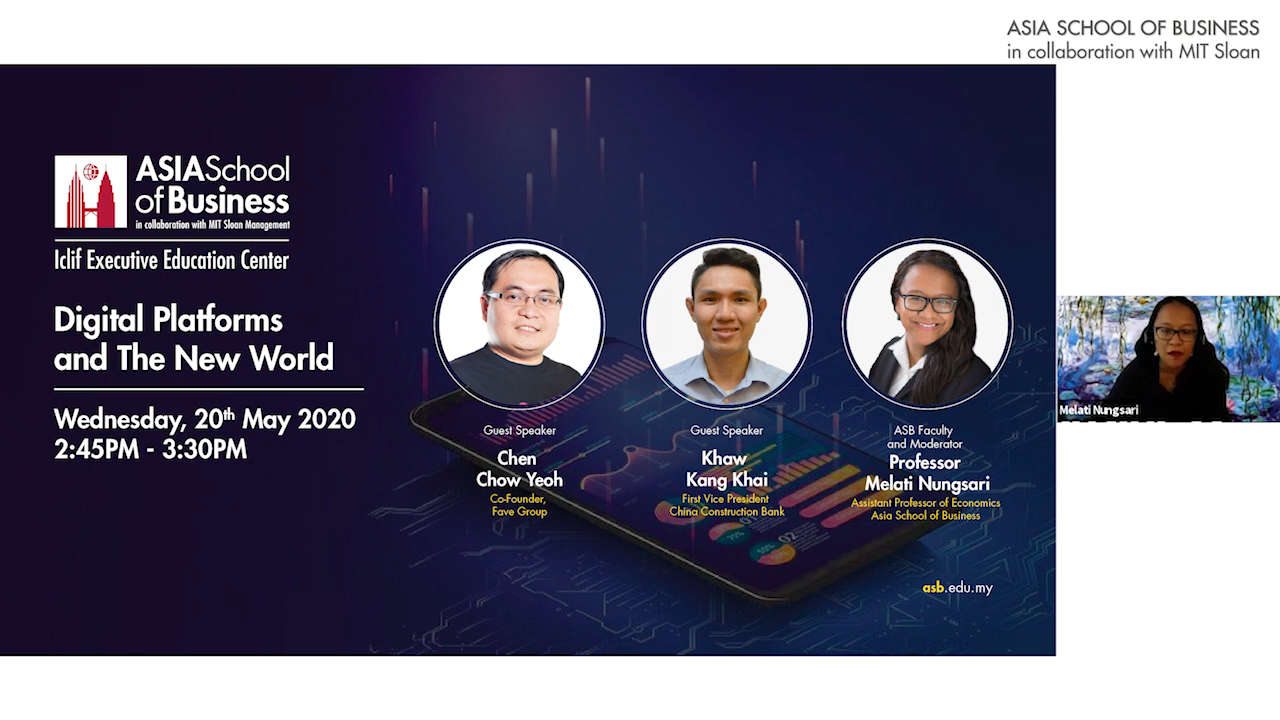 ASIA SCHOOL OF BUSINESS
in collaboration with MIT Sloan
ASIA School
of Business
in collaboration with MIT Sloan Management
Iclif Executive Education Center
Digital Platforms
and The New World
Wednesday, 20th May 2020
2:45PM - 3:30PM
Guest Speaker
Chen
Chow Yeoh
Co-Founder,
Fave Group
Guest Speaker
Khaw
Kang Khai
First Vice President
China Construction Bank
ASB Faculty
and Moderator
Professor
Melati Nungsari
Assistant Professor of Economics
Asia School of Business
asb.edu.my
Melati Nungsari